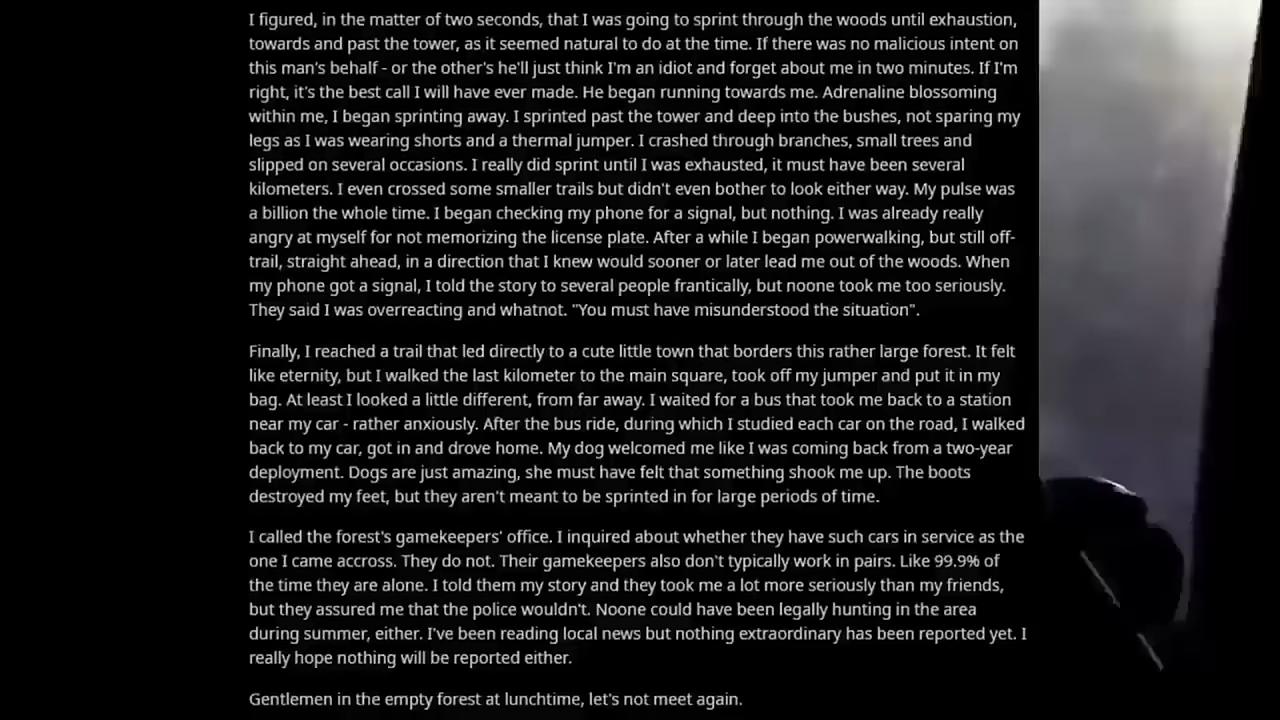 I figured, in the matter of two seconds, that I was going to sprint through the woods until exhaustion,
towards and past the tower, as it seemed natural to do at the time. If there was no malicious intent on
this man's behalf - or the other's he'll just think I'm an idiot and forget about me in two minutes. If I'm
right, it's the best call I will have ever made. He began running towards me. Adrenaline blossoming
within me, I began sprinting away. I sprinted past the tower and deep into the bushes, not sparing my
legs as I was wearing shorts and a thermal jumper. I crashed through branches, small trees and
slipped on several occasions. I really did sprint until I was exhausted, it must have been several
kilometers. I even crossed some smaller trails but didn't even bother to look either way. My pulse was
a billion the whole time. I began checking my phone for a signal, but nothing. I was already really
angry at myself for not memorizing the license plate. After a while I began powerwalking, but still off-
trail, straight ahead, in a direction that I knew would sooner or later lead me out of the woods. When
my phone got a signal, I told the story to several people frantically, but noone took me too seriously.
They said I was overreacting and whatnot. "You must have misunderstood the situation".
Finally, I reached a trail that led directly to a cute little town that borders this rather large forest. It felt
like eternity, but I walked the last kilometer to the main square, took off my jumper and put it in my
bag. At least I looked a little different, from far away. I waited for a bus that took me back to a station
near my car - rather anxiously. After the bus ride, during which I studied each car on the road, I walked
back to my car, got in and drove home. My dog welcomed me like I was coming back from a two-year
deployment. Dogs are just amazing, she must have felt that something shook me up. The boots
destroyed my feet, but they aren't meant to be sprinted in for large periods of time.
I called the forest's gamekeepers' office. I inquired about whether they have such cars in service as the
one I came accross. They do not. Their gamekeepers also don't typically work in pairs. Like 99.9% of
the time they are alone. I told them my story and they took me a lot more seriously than my friends,
but they assured me that the police wouldn't. Noone could have been legally hunting in the area
during summer, either. I've been reading local news but nothing extraordinary has been reported yet. I
really hope nothing will be reported either.
Gentlemen in the empty forest at lunchtime, let's not meet again.